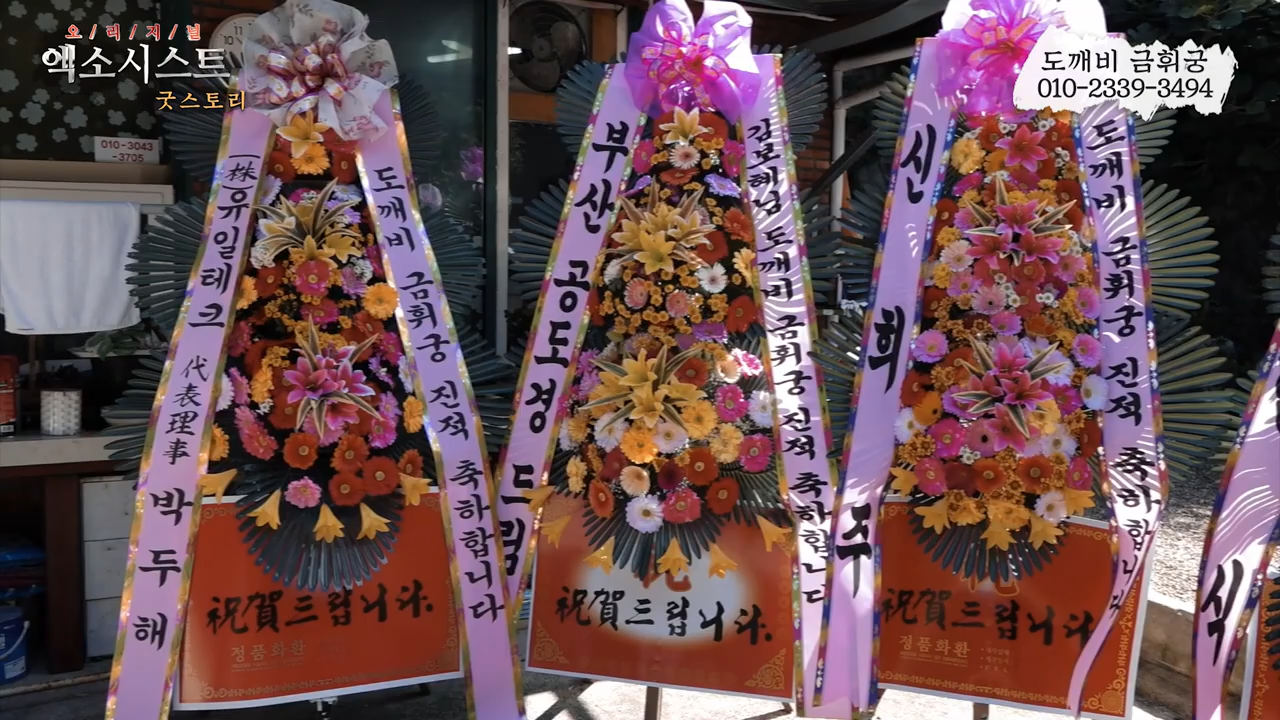 오/리/지/널
엑소시스트
굿스토리
도깨비 금휘궁
010-2339-3494
010-3043
-3705
(株)유일테크 代表理事 박두해
도깨비 금휘궁 진적 축하합니다
祝賀드립니다.
정품화환
부산 공도경 드림
김보혜님 도깨비 금휘궁 진적 축하합니다
祝賀드립니다.
신휘주
도깨비 금휘궁 진적 축하합니다
祝賀드립니다
정품화환
식